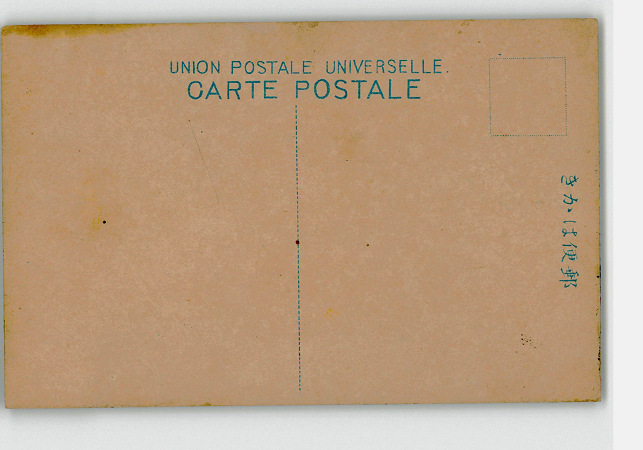 UNION POSTALE UNIVERSELLE.
CARTE POSTALE
きかは便郵